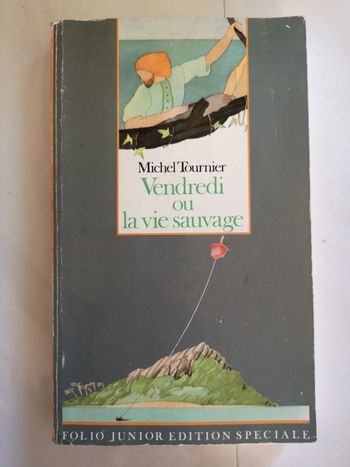 Michel Tournier
Vendredi
ou
la vie sauvage
FOLIO JUNIOR EDITION SPECIALE